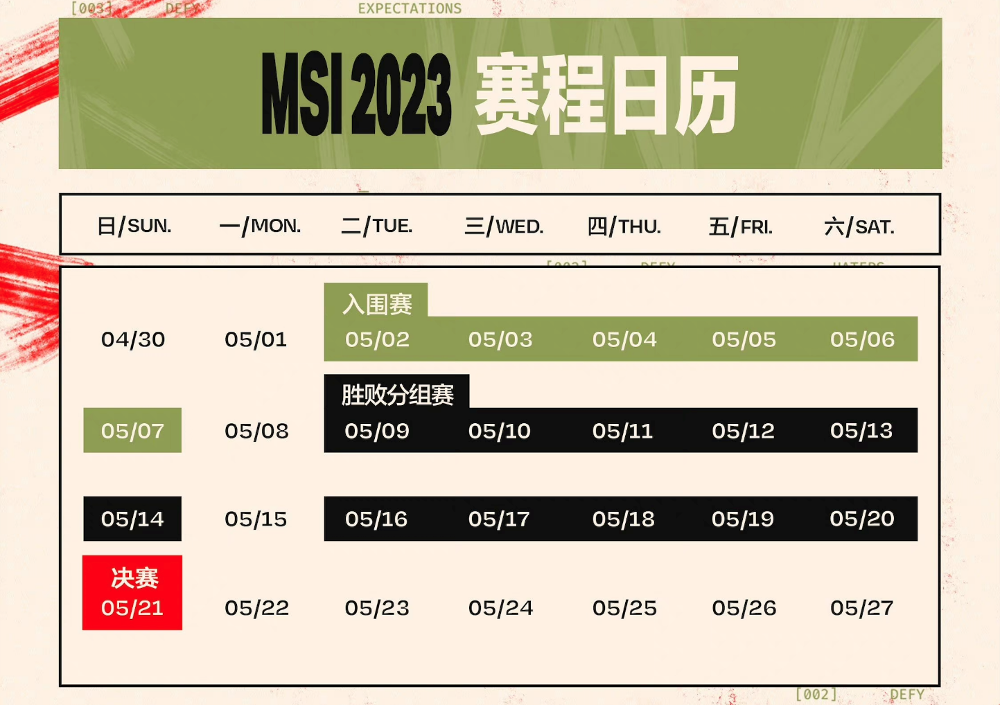 [003] DEFY EXPECTATIONS
MSI 2023 赛程日历
日/SUN. 一/MON. 二/TUE. 三/WED. 四/THU. 五/FRI. 六/SAT.
[002] DEFY HATERS
入围赛
04/30 05/01 05/02 05/03 05/04 05/05 05/06
胜败分组赛
05/07 05/08 05/09 05/10 05/11 05/12 05/13
05/14 05/15 05/16 05/17 05/18 05/19 05/20
决赛
05/21 05/22 05/23 05/24 05/25 05/26 05/27
[002] DEFY